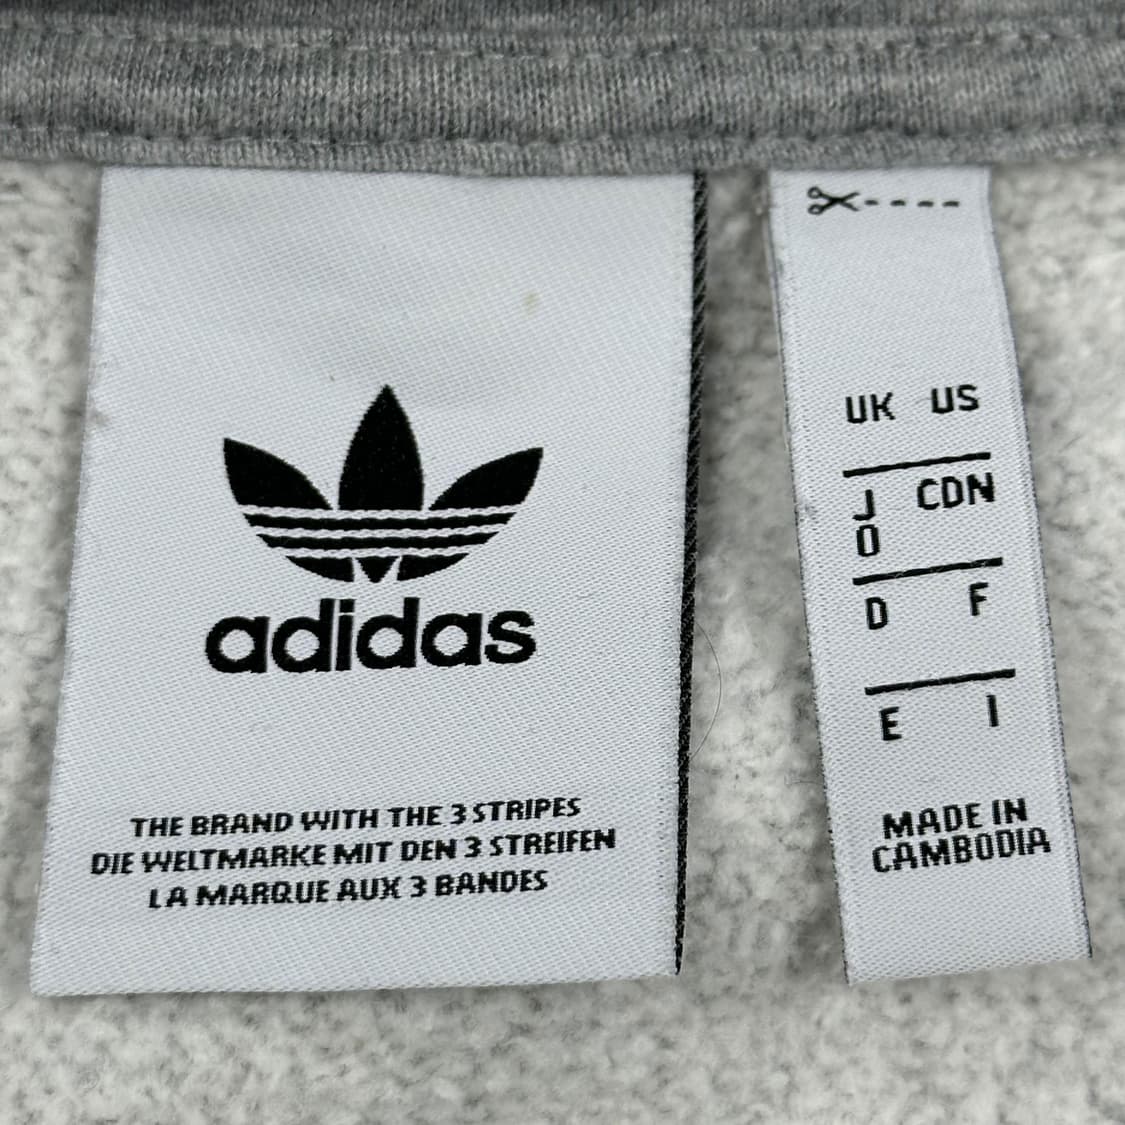 adidas
THE BRAND WITH THE 3 STRIPES
DIE WELTMARKE MIT DEN 3 STREIFEN
LA MARQUE AUX 3 BANDES
UK US
J CDN
O
D F
E I
MADE IN
CAMBODIA